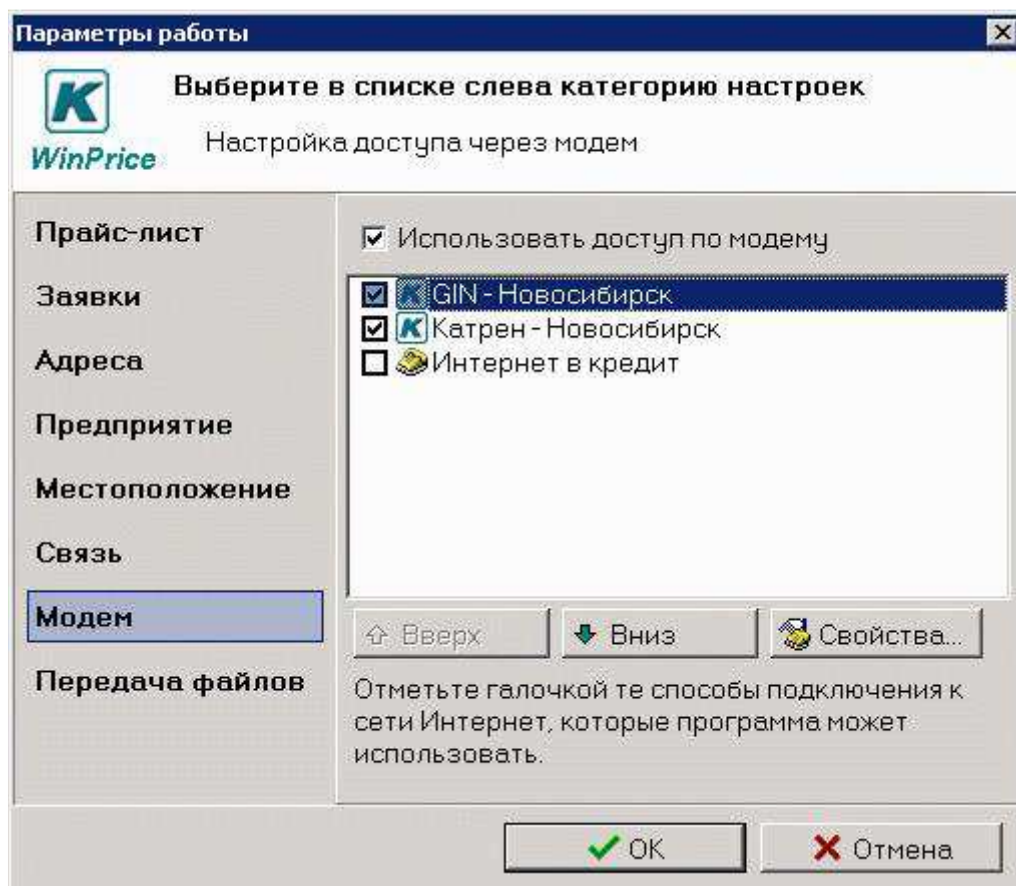 Параметры работы
Выберите в списке слева категорию настроек
Настройка доступа через модем
K
WinPrice
Прайс-лист
Заявки
Адреса
Предприятие
Местоположение
Связь
Модем
Передача файлов
Использовать доступ по модему
GIN - Новосибирск
Катрен - Новосибирск
Интернет в кредит
Вверх
Вниз
Свойства...
Отметьте галочкой те способы подключения к
сети Интернет, которые программа может
использовать.
OK
Отмена